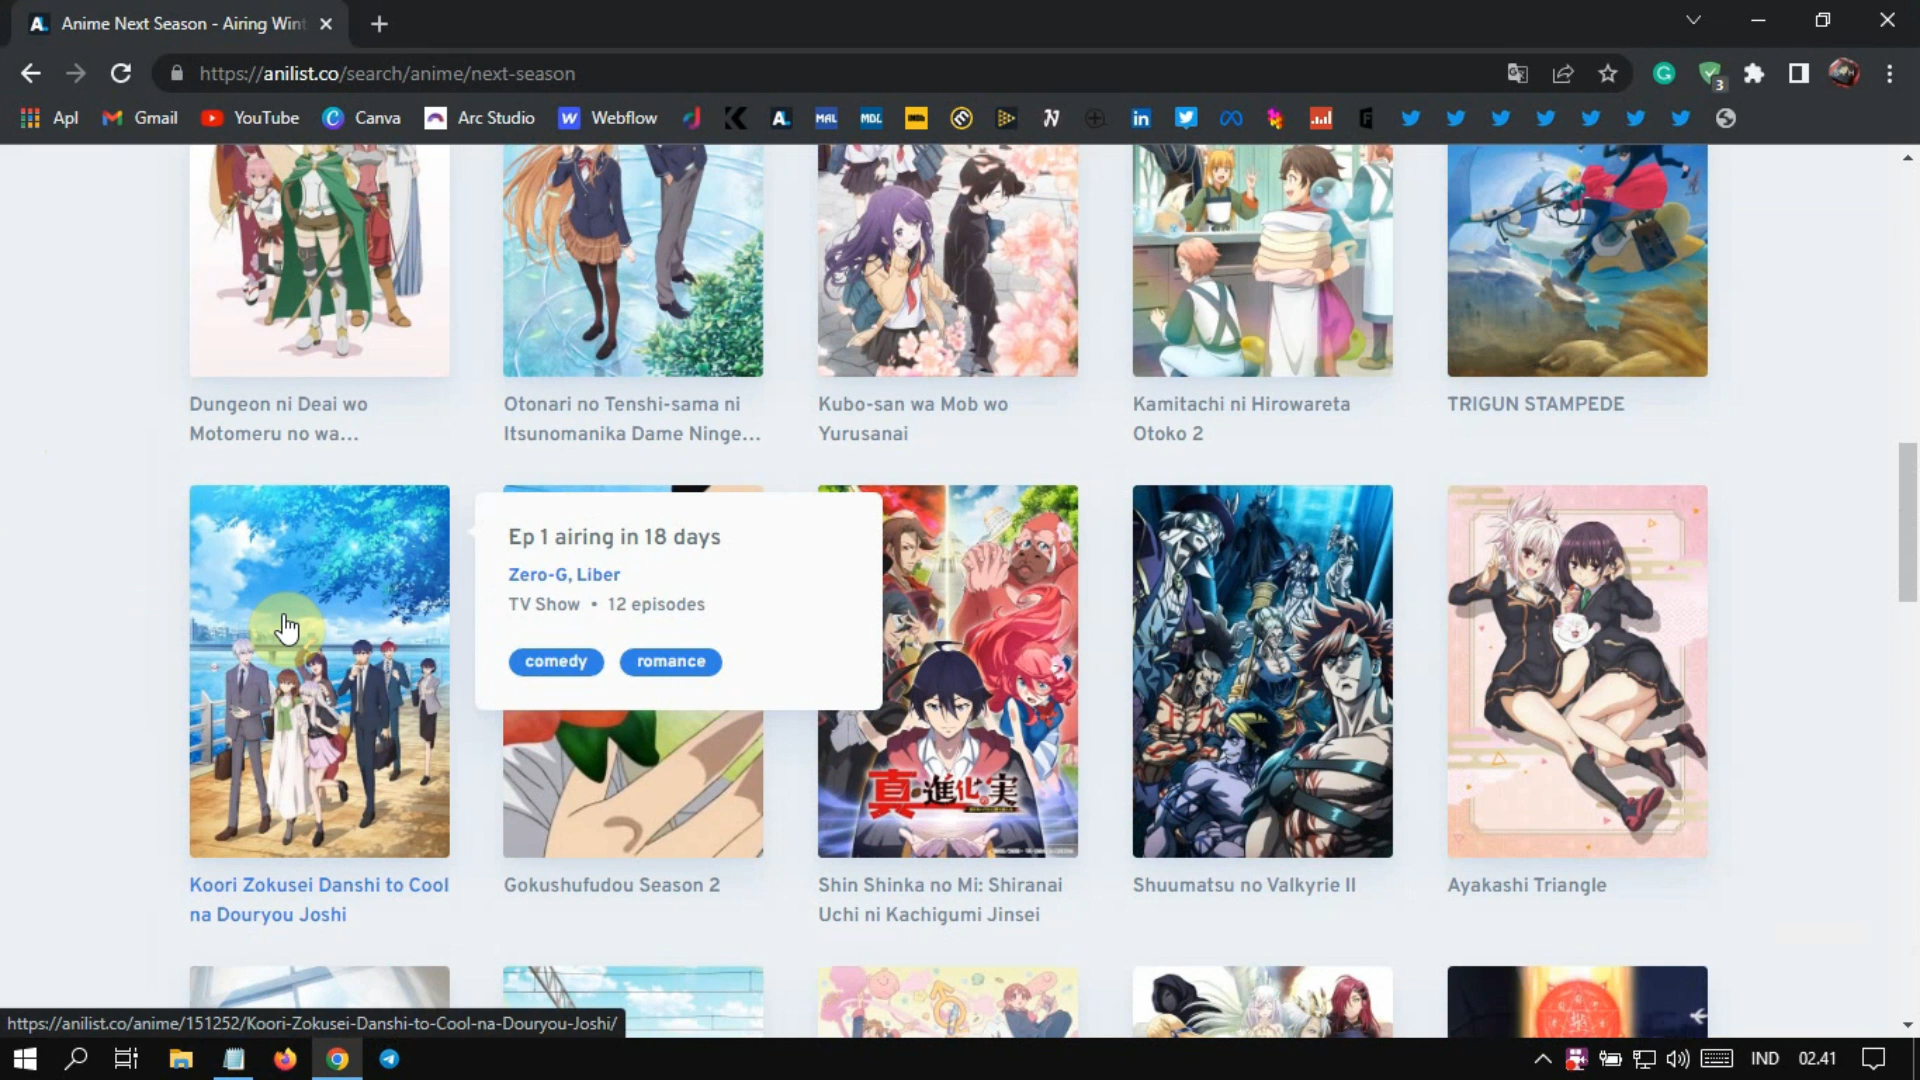 Anime Next Season - Airing Wint
https://anilist.co/search/anime/next-season
3
Apl
Gmail
YouTube
Canva
Arc Studio
Webflow
MAL
MDL
Dungeon ni Deai wo
Motomeru no wa...
Otonari no Tenshi-sama ni
Itsunomanika Dame Ninge...
Kubo-san wa Mob wo
Yurusanai
Kamitachi ni Hirowareta
Otoko 2
TRIGUN STAMPEDE
Ep 1 airing in 18 days
Zero-G, Liber
TV Show • 12 episodes
comedy
romance
真・進化の実
Koori Zokusei Danshi to Cool
na Douryou Joshi
Gokushufudou Season 2
Shin Shinka no Mi: Shiranai
Uchi ni Kachigumi Jinsei
Shuumatsu no Valkyrie II
Ayakashi Triangle
https://anilist.co/anime/151252/Koori-Zokusei-Danshi-to-Cool-na-Douryou-Joshi/
IND
02.41